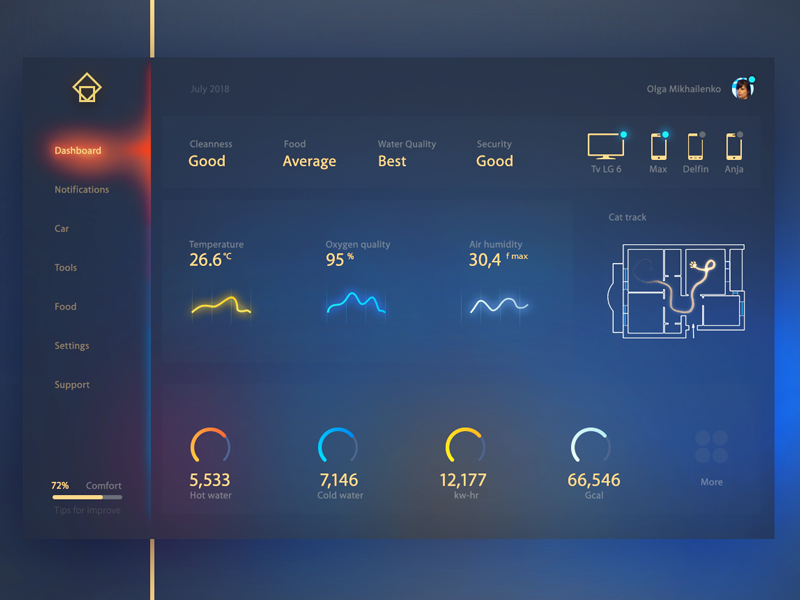 July 2018
Olga Mikhailenko
Dashboard
Notifications
Car
Tools
Food
Settings
Support
72% Comfort
Tips for improve
Cleanness
Good
Food
Average
Water Quality
Best
Security
Good
Tv LG 6
Max
Delfin
Anja
Temperature
26.6 °C
Oxygen quality
95 %
Air humidity
30,4 f max
Cat track
5,533
Hot water
7,146
Cold water
12,177
kw-hr
66,546
Gcal
More